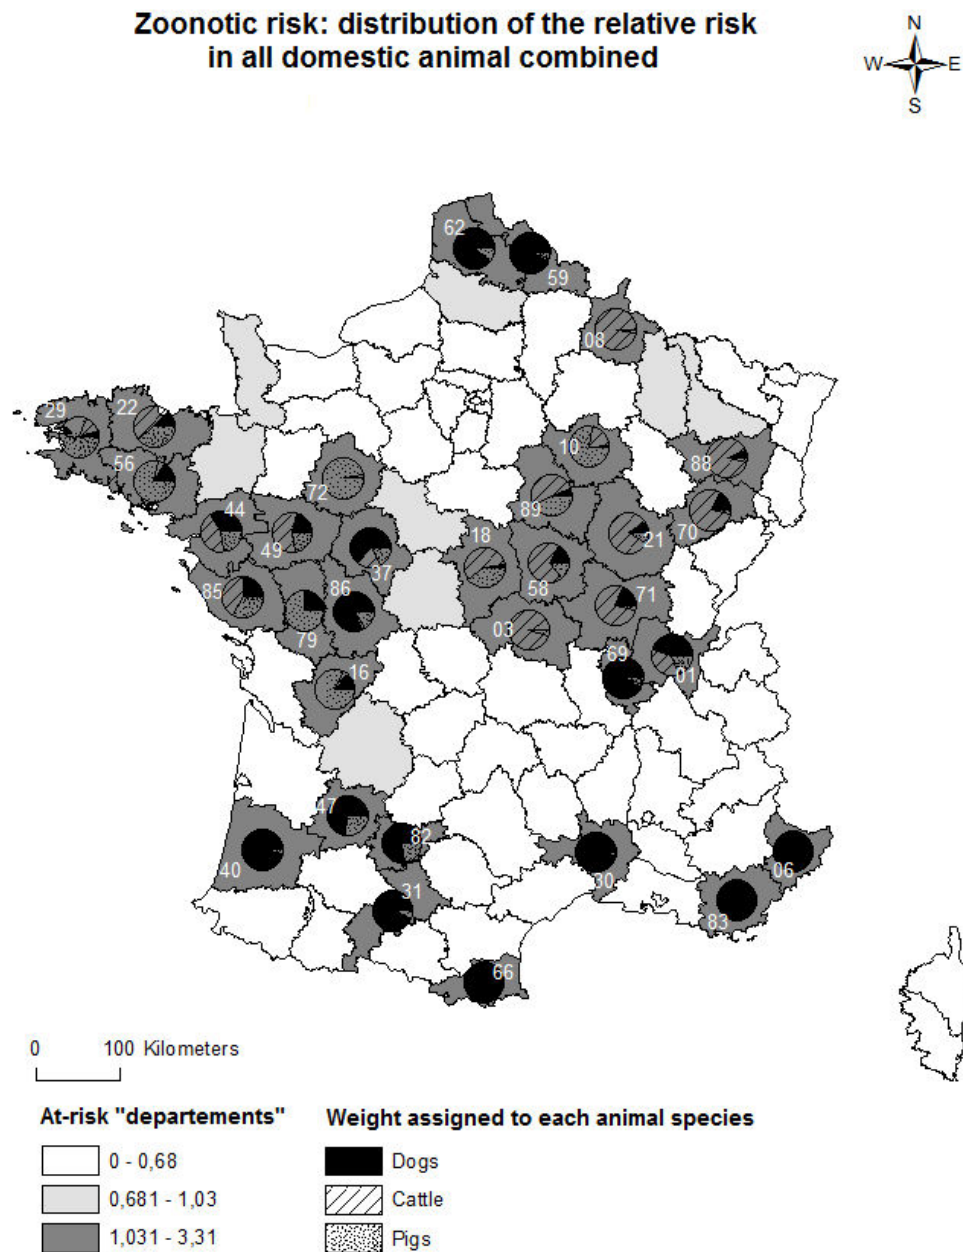 Zoonotic risk: distribution of the relative risk
in all domestic animal combined
N
W E
S
62
59
08
29
22
10
56
88
72
44
89
70
18
21
49
37
58
85
86
71
79
03
69
01
16
47
82
40
06
30
31
83
66
0 100 Kilometers
At-risk "departements"
0 - 0,68
0,681 - 1,03
1,031 - 3,31
Weight assigned to each animal species
Dogs
Cattle
Pigs